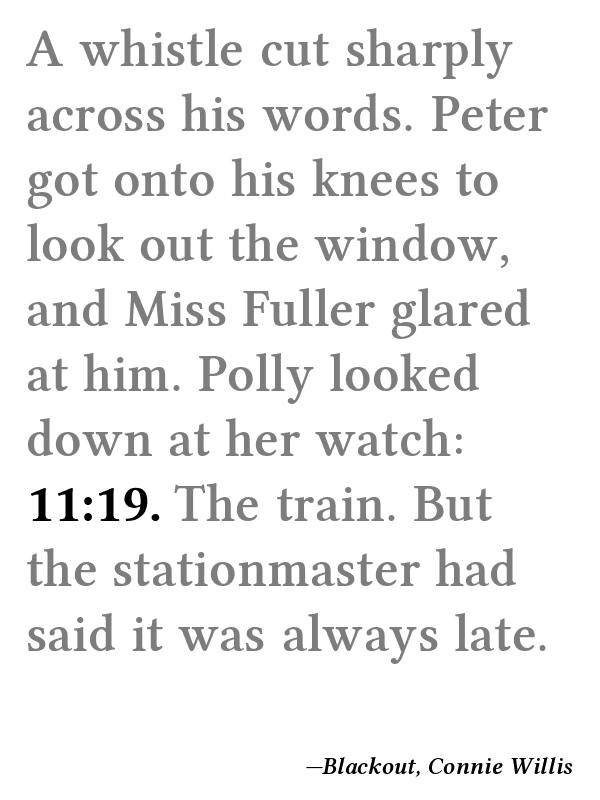 A whistle cut sharply
across his words. Peter
got onto his knees to
look out the window,
and Miss Fuller glared
at him. Polly looked
down at her watch:
11:19. The train. But
the stationmaster had
said it was always late.
—Blackout, Connie Willis